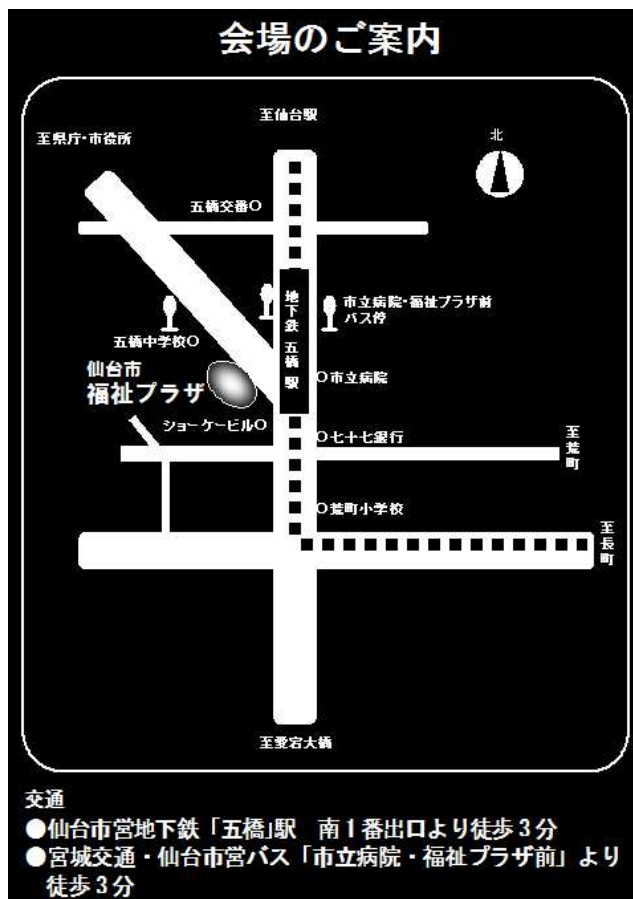 会場のご案内
至仙台駅
至県庁・市役所
北
五橋交番○
市立病院・福祉プラザ前
バス停
地下鉄 五橋駅
五橋中学校○
仙台市
福祉プラザ
○市立病院
ショーケービル○
○七十七銀行
至荒町
○荒町小学校
至長町
至愛宕大橋
交通
●仙台市営地下鉄「五橋」駅 南1番出口より徒歩3分
●宮城交通・仙台市営バス「市立病院・福祉プラザ前」より
徒歩3分